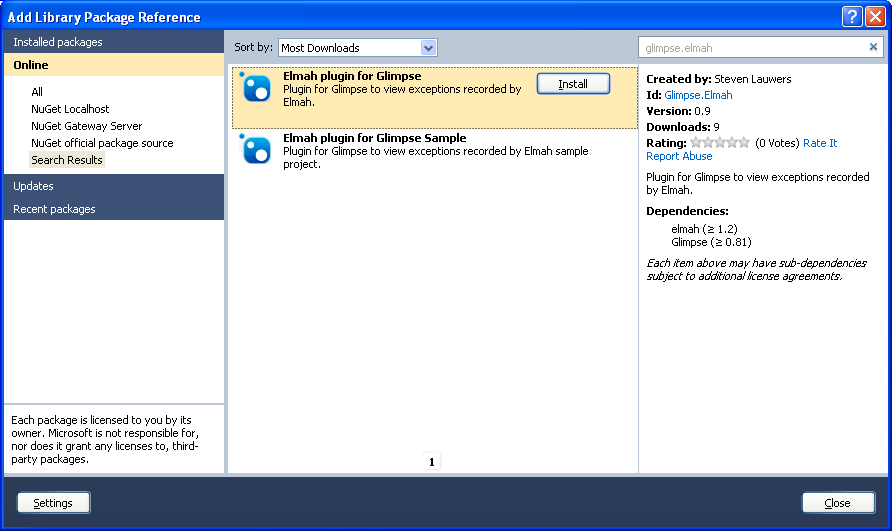 Add Library Package Reference
Installed packages
Online
All
NuGet Localhost
NuGet Gateway Server
NuGet official package source
Search Results
Updates
Recent packages
Each package is licensed to you by its
owner. Microsoft is not responsible for,
nor does it grant any licenses to, third-
party packages.
Sort by: Most Downloads
Elmah plugin for Glimpse
Plugin for Glimpse to view exceptions recorded by
Elmah.
Install
Elmah plugin for Glimpse Sample
Plugin for Glimpse to view exceptions recorded by Elmah sample
project.
1
glimpse.elmah
Created by: Steven Lauwers
Id: Glimpse.Elmah
Version: 0.9
Downloads: 9
Rating: (0 Votes) Rate It
Report Abuse
Plugin for Glimpse to view exceptions recorded
by Elmah.
Dependencies:
elmah (≥ 1.2)
Glimpse (≥ 0.81)
Each item above may have sub-dependencies
subject to additional license agreements.
Settings
Close